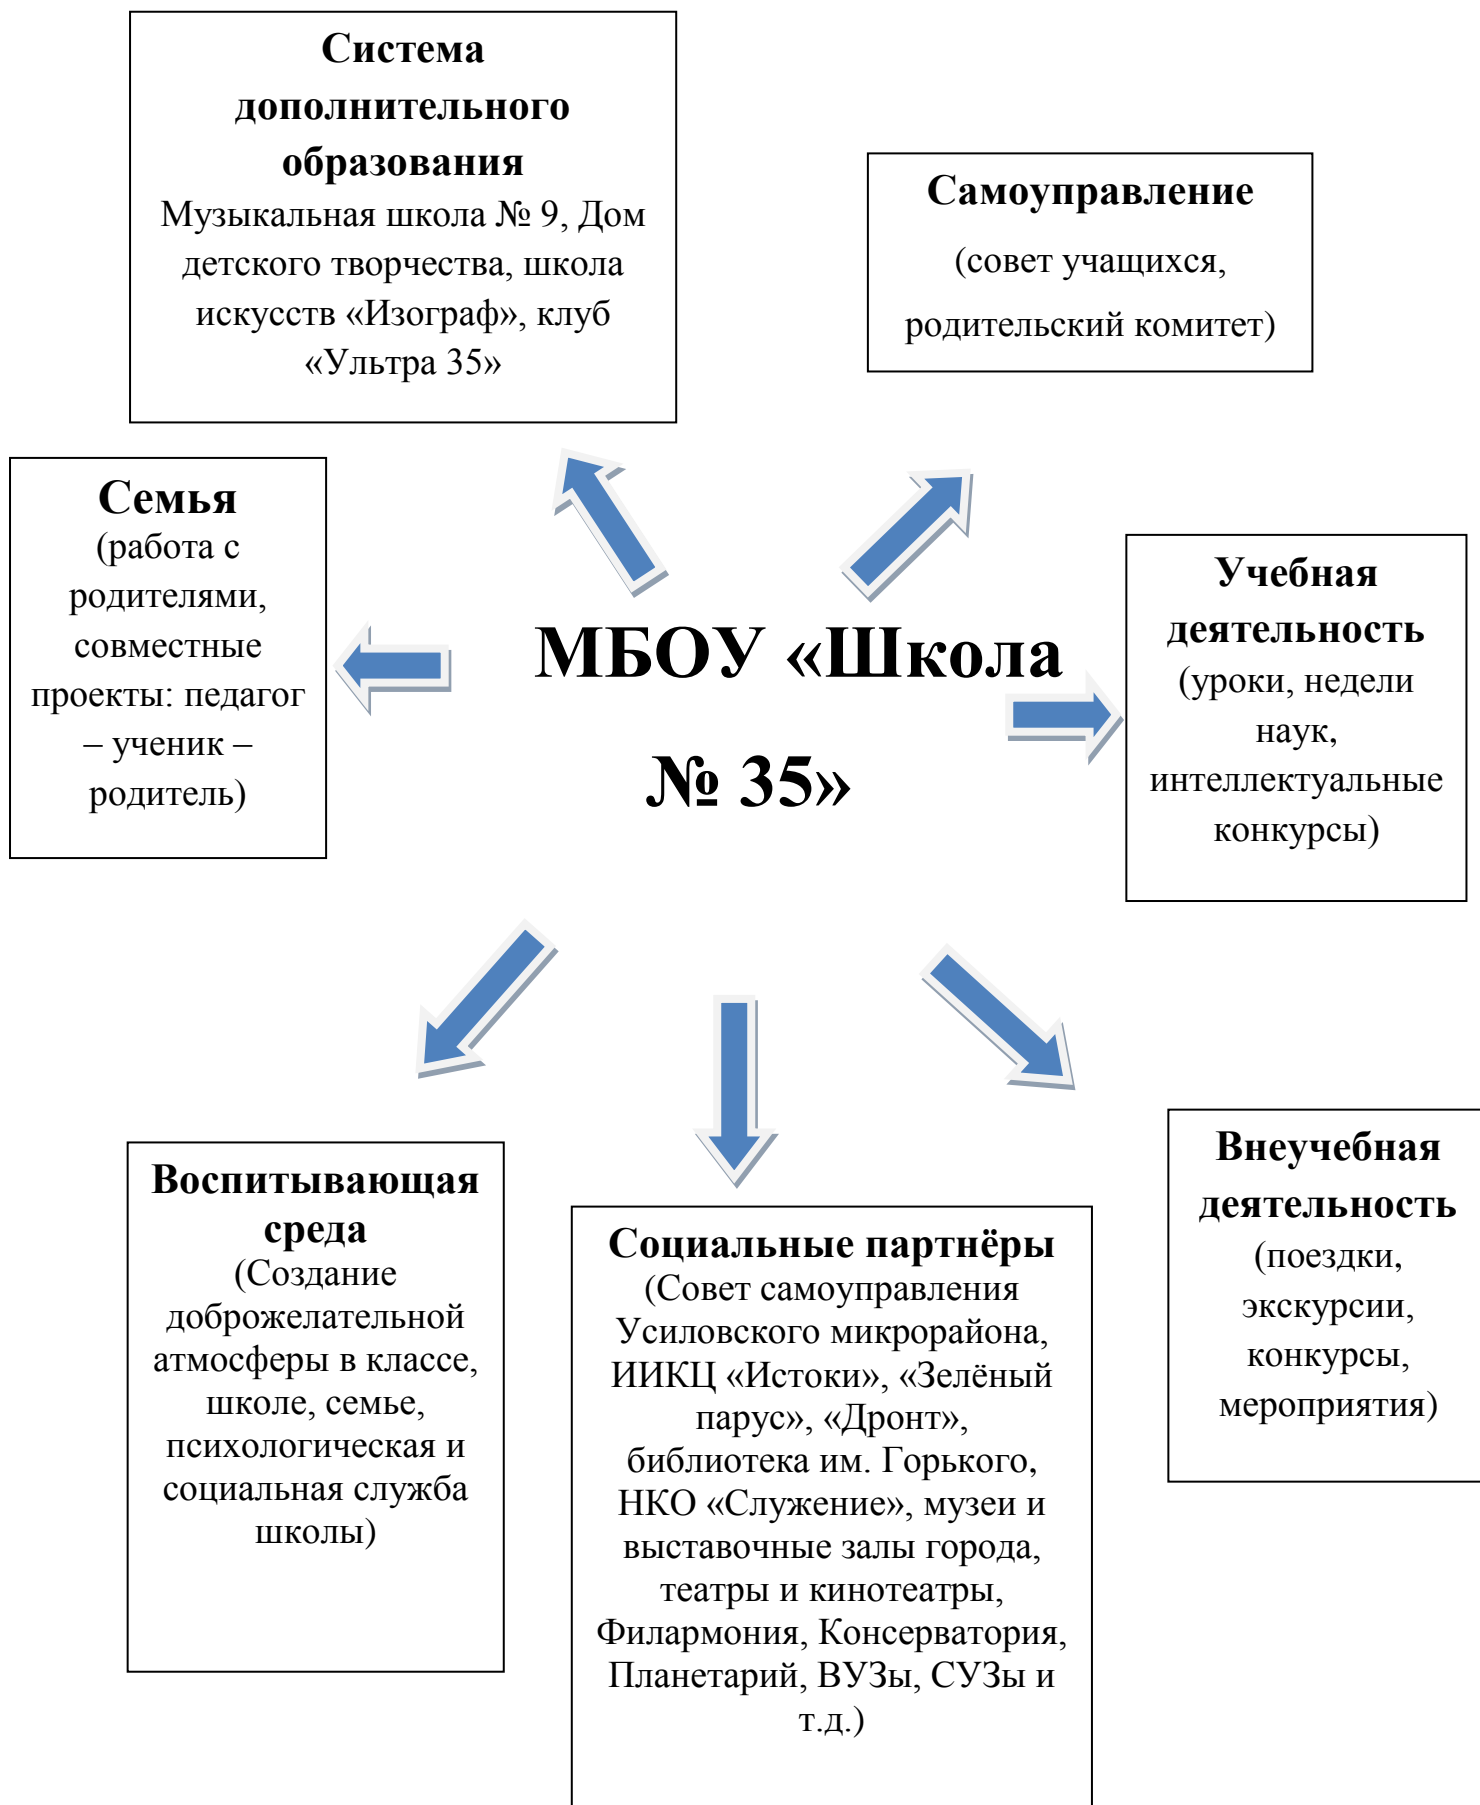 Система
дополнительного
образования
Музыкальная школа № 9, Дом
детского творчества, школа
искусств «Изограф», клуб
«Ультра 35»
Самоуправление
(совет учащихся,
родительский комитет)
Семья
(работа с
родителями,
совместные
проекты: педагог
– ученик –
родитель)
МБОУ «Школа
№ 35»
Учебная
деятельность
(уроки, недели
наук,
интеллектуальные
конкурсы)
Воспитывающая
среда
(Создание
доброжелательной
атмосферы в классе,
школе, семье,
психологическая и
социальная служба
школы)
Социальные партнёры
(Совет самоуправления
Усиловского микрорайона,
ИИКЦ «Истоки», «Зелёный
парус», «Дронт»,
библиотека им. Горького,
НКО «Служение», музеи и
выставочные залы города,
театры и кинотеатры,
Филармония, Консерватория,
Планетарий, ВУЗы, СУЗы и
т.д.)
Внеучебная
деятельность
(поездки,
экскурсии,
конкурсы,
мероприятия)